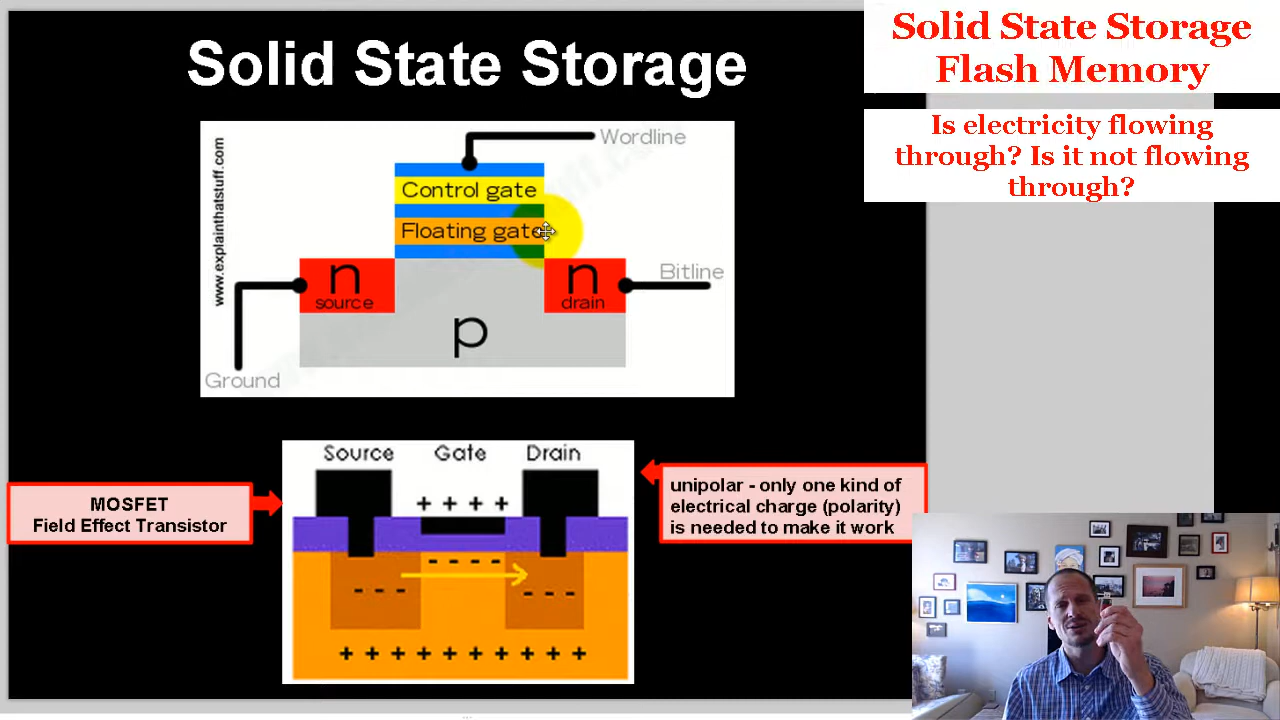 Solid State Storage
Solid State Storage
Flash Memory
Is electricity flowing
through? Is it not flowing
through?
www.explainthatstuff.com
Wordline
Control gate
Floating gate
n
source
n
drain
Bitline
p
Ground
Source Gate Drain
+ + + +
- - - -
- - -
- - -
+ + + + + + + + + +
MOSFET
Field Effect Transistor
unipolar - only one kind of
electrical charge (polarity)
is needed to make it work